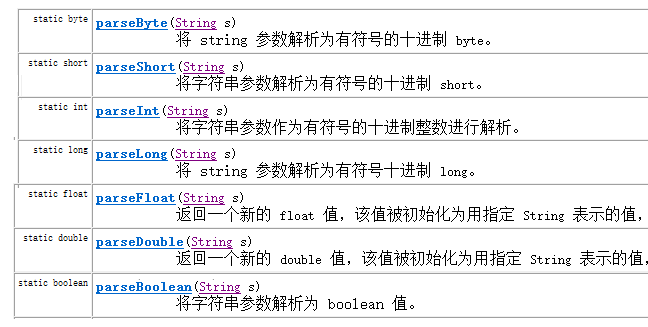 static byte parseByte(String s)
将 string 参数解析为有符号的十进制 byte。
static short parseShort(String s)
将字符串参数解析为有符号的十进制 short。
static int parseInt(String s)
将字符串参数作为有符号的十进制整数进行解析。
static long parseLong(String s)
将 string 参数解析为有符号十进制 long。
static float parseFloat(String s)
返回一个新的 float 值，该值被初始化为用指定 String 表示的值，
static double parseDouble(String s)
返回一个新的 double 值，该值被初始化为用指定 String 表示的值，
static boolean parseBoolean(String s)
将字符串参数解析为 boolean 值。